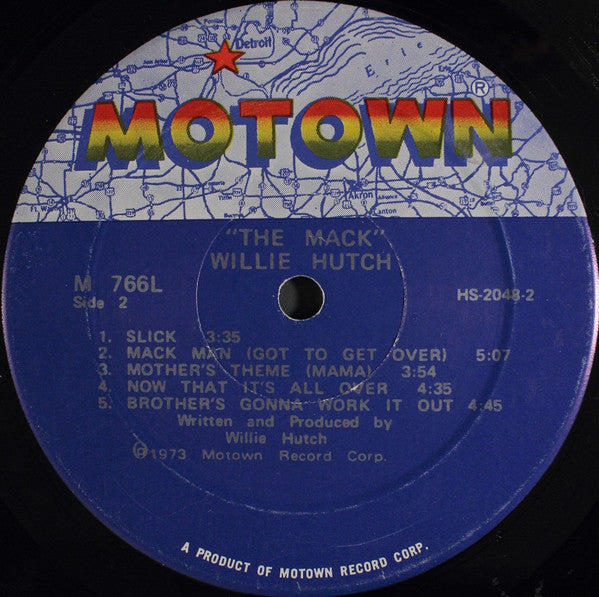 Detroit
Erie
MOTOWN®
Akron
Alliance
Canton
"THE MACK"
WILLIE HUTCH
M 766L
Side 2
HS-2048-2
1. SLICK 3:35
2. MACK MAN (GOT TO GET OVER) 5:07
3. MOTHER'S THEME (MAMA) 3:54
4. NOW THAT IT'S ALL OVER 4:35
5. BROTHER'S GONNA WORK IT OUT 4:45
Written and Produced by
Willie Hutch
℗1973 Motown Record Corp.
A PRODUCT OF MOTOWN RECORD CORP.